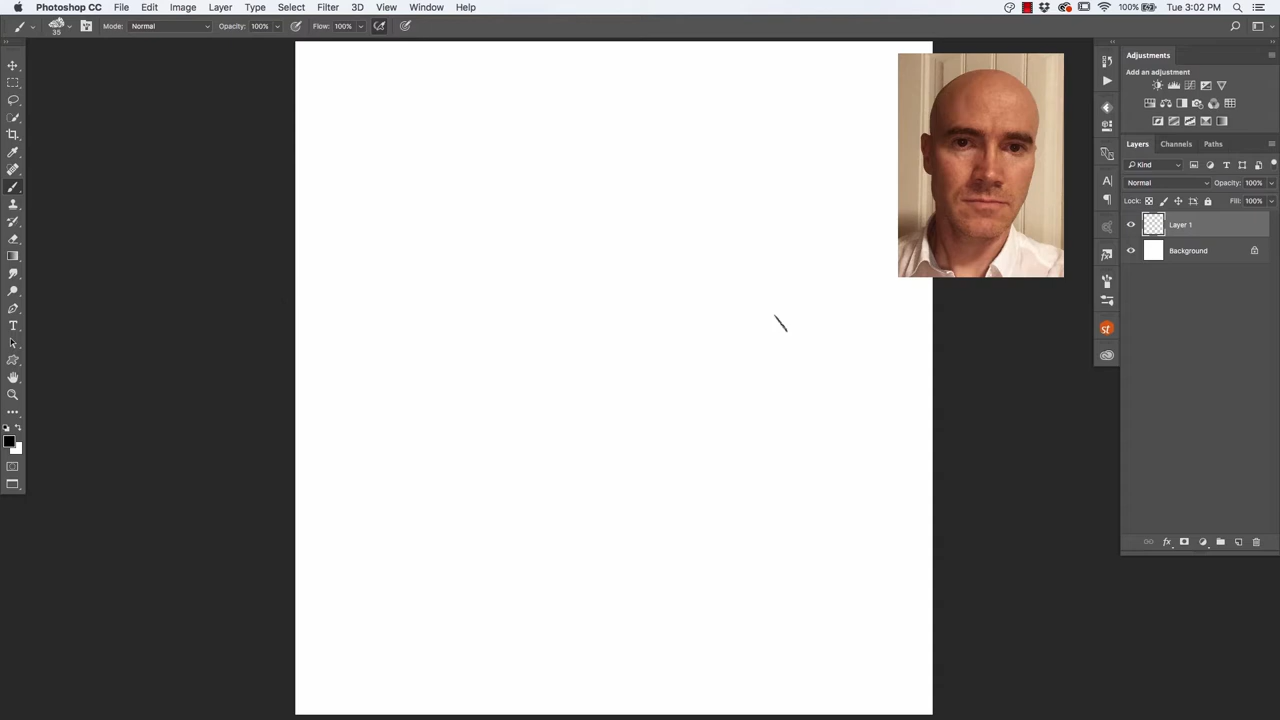 Photoshop CC File Edit Image Layer Type Select Filter 3D View Window Help 100% Tue 3:02 PM
35 Mode: Normal Opacity: 100% Flow: 100%
Adjustments
Add an adjustment
Layers Channels Paths
Kind
Normal Opacity: 100%
Lock: Fill: 100%
Layer 1
Background
st